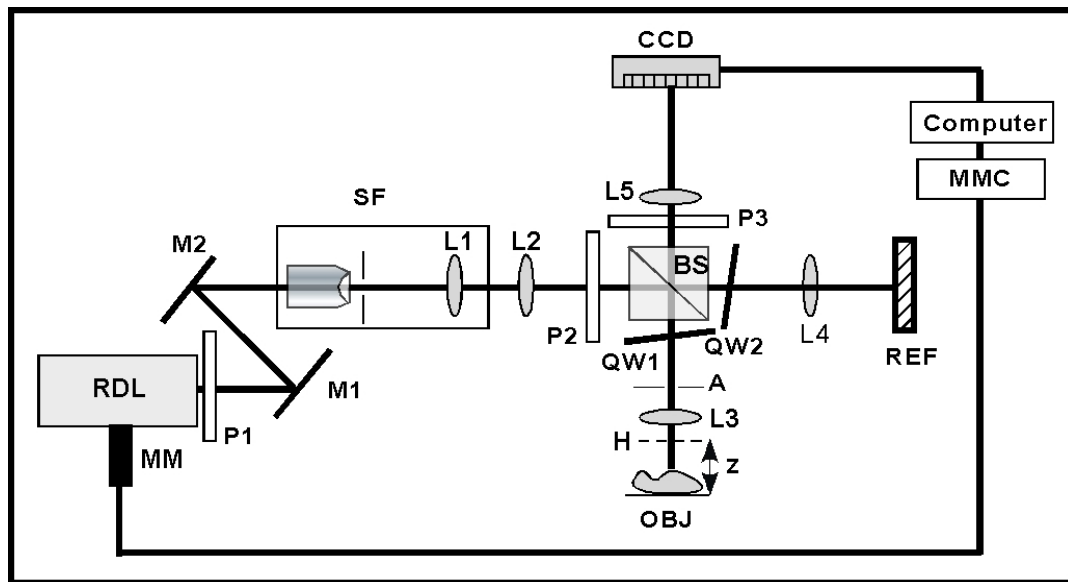 CCD
Computer
MMC
L5
SF
P3
M2
L1
L2
BS
P2
QW1
QW2
L4
REF
RDL
M1
A
P1
L3
MM
H
z
OBJ